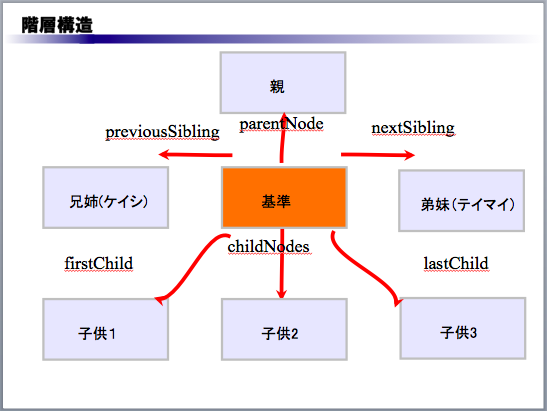 階層構造
親
parentNode
previousSibling
nextSibling
兄姉(ケイシ)
基準
弟妹(テイマイ)
childNodes
firstChild
lastChild
子供1
子供2
子供3